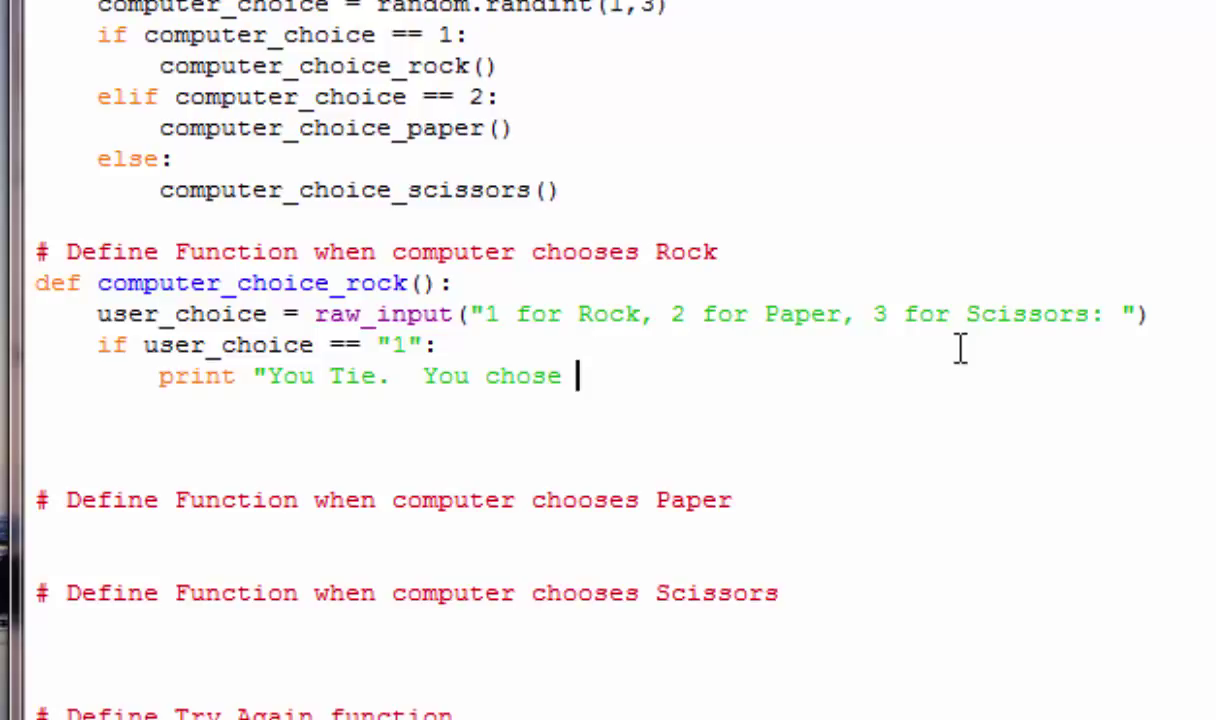 computer_choice = random.randint(1,3)
if computer_choice == 1:
computer_choice_rock()
elif computer_choice == 2:
computer_choice_paper()
else:
computer_choice_scissors()
# Define Function when computer chooses Rock
def computer_choice_rock():
user_choice = raw_input("1 for Rock, 2 for Paper, 3 for Scissors: ")
if user_choice == "1":
print "You Tie.  You chose
# Define Function when computer chooses Paper
# Define Function when computer chooses Scissors
# Define Try Again function